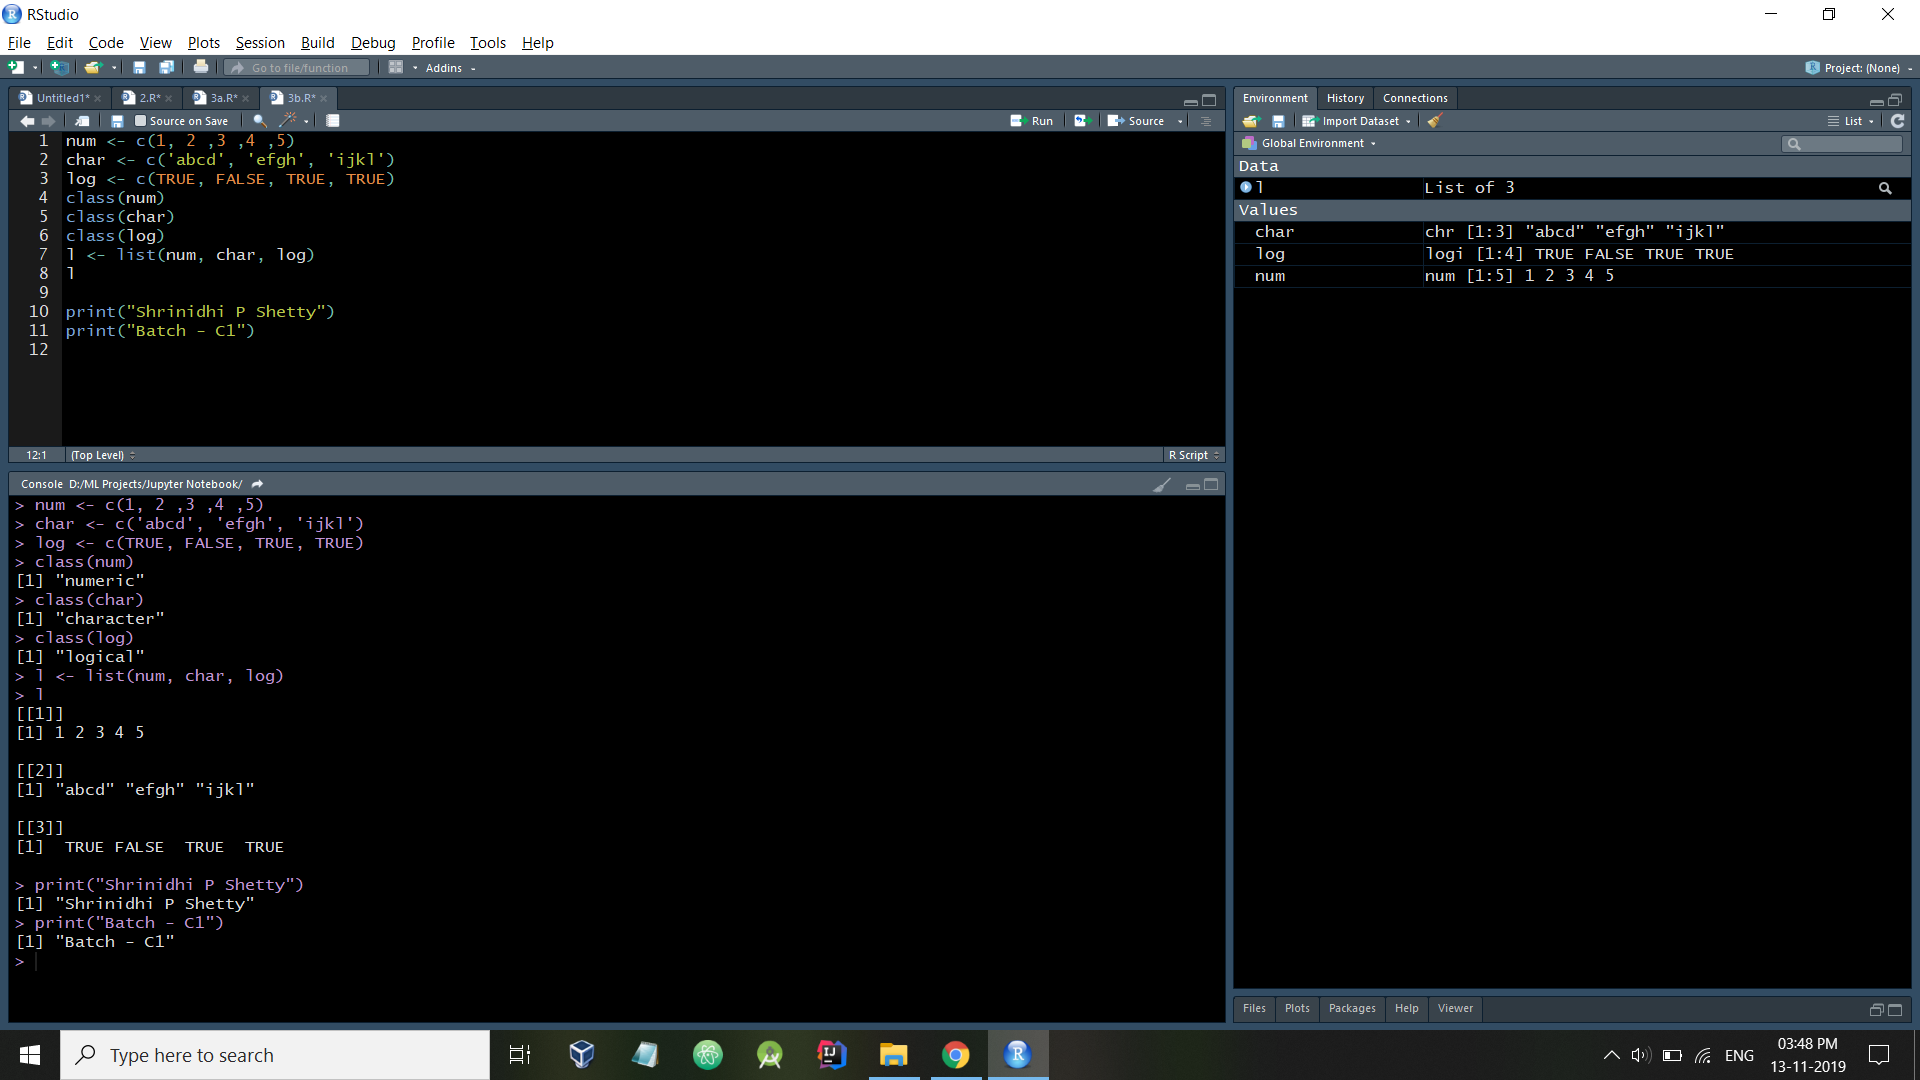 RStudio
File Edit Code View Plots Session Build Debug Profile Tools Help
Go to file/function Addins Project: (None)
Untitled1* 2.R* 3a.R* 3b.R*
Source on Save Run Source
1 num <- c(1, 2 ,3 ,4 ,5)
2 char <- c('abcd', 'efgh', 'ijkl')
3 log <- c(TRUE, FALSE, TRUE, TRUE)
4 class(num)
5 class(char)
6 class(log)
7 l <- list(num, char, log)
8 l
9
10 print("Shrinidhi P Shetty")
11 print("Batch - C1")
12
12:1 (Top Level) R Script
Console D:/ML Projects/Jupyter Notebook/
> num <- c(1, 2 ,3 ,4 ,5)
> char <- c('abcd', 'efgh', 'ijkl')
> log <- c(TRUE, FALSE, TRUE, TRUE)
> class(num)
[1] "numeric"
> class(char)
[1] "character"
> class(log)
[1] "logical"
> l <- list(num, char, log)
> l
[[1]]
[1] 1 2 3 4 5
[[2]]
[1] "abcd" "efgh" "ijkl"
[[3]]
[1]  TRUE FALSE  TRUE  TRUE
> print("Shrinidhi P Shetty")
[1] "Shrinidhi P Shetty"
> print("Batch - C1")
[1] "Batch - C1"
>
Environment History Connections
Import Dataset List
Global Environment
Data
l List of 3
Values
char chr [1:3] "abcd" "efgh" "ijkl"
log logi [1:4] TRUE FALSE TRUE TRUE
num num [1:5] 1 2 3 4 5
Files Plots Packages Help Viewer
Type here to search
ENG
03:48 PM
13-11-2019